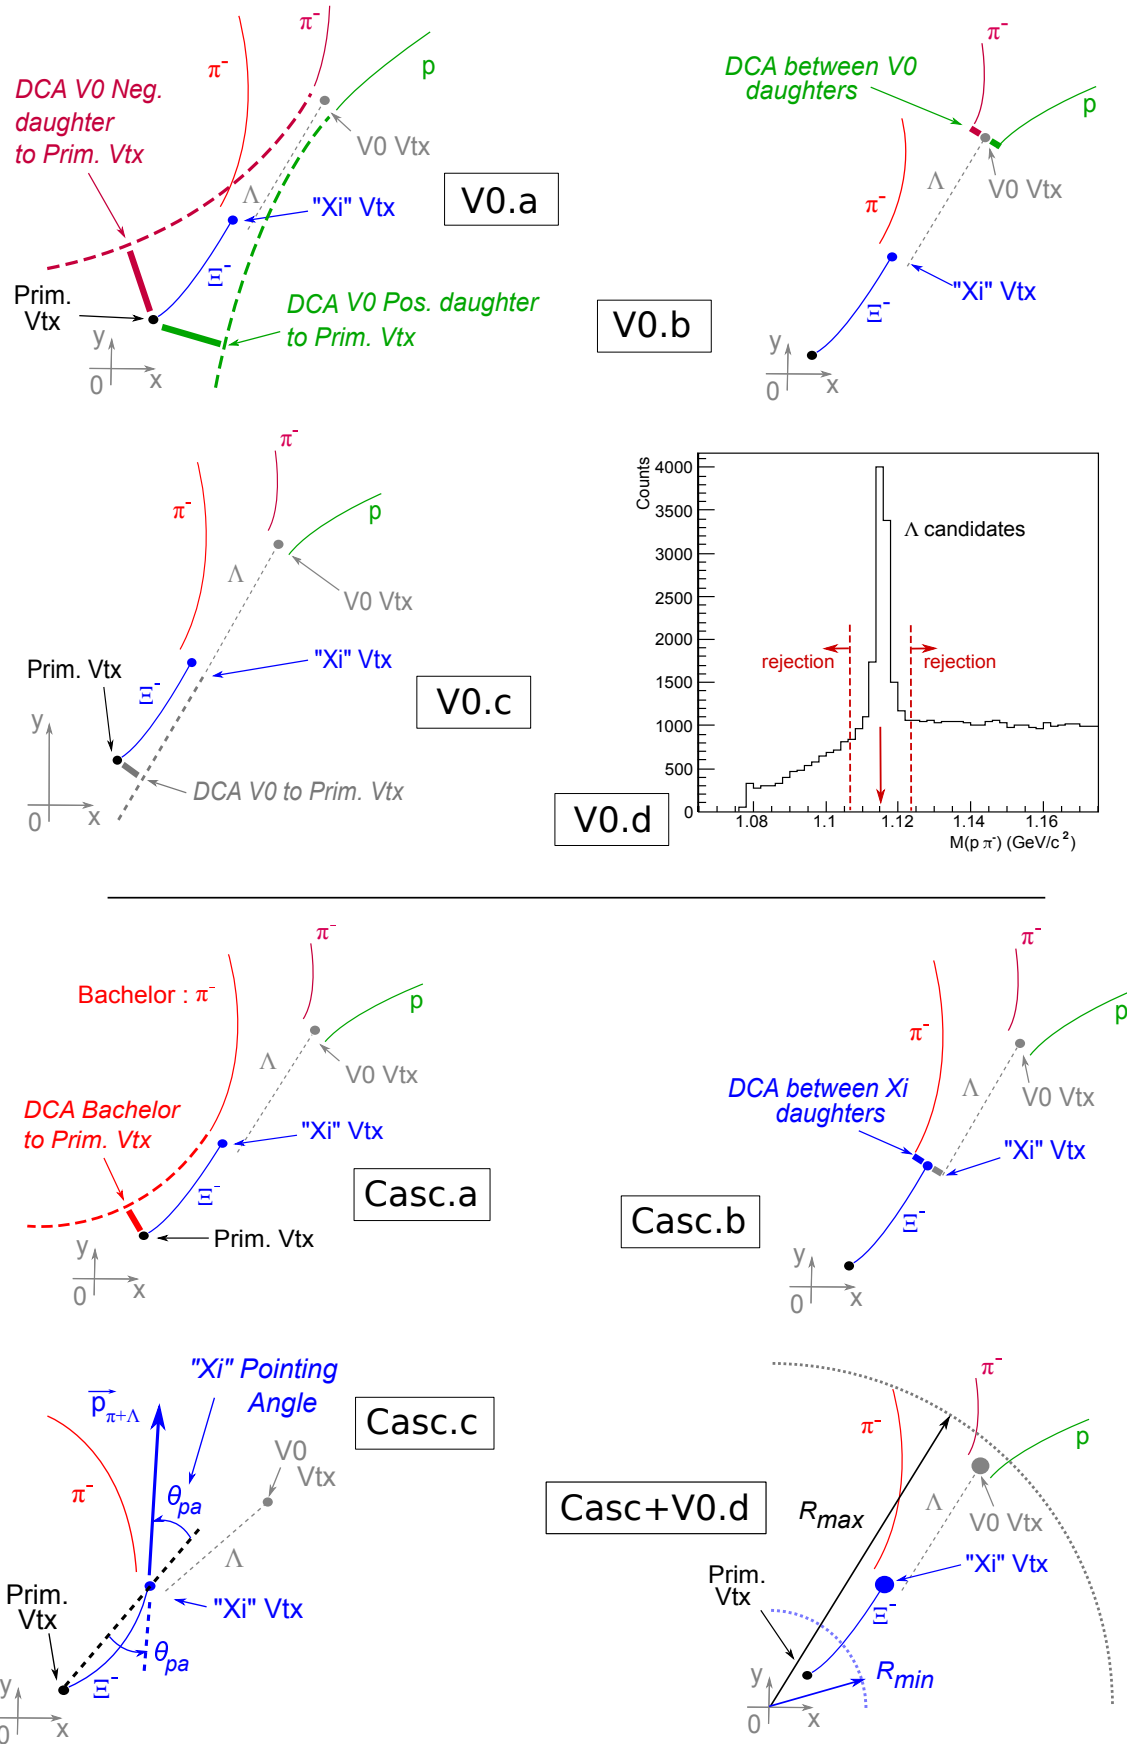 π⁻
π⁻
p
DCA V0 Neg.
daughter
to Prim. Vtx
V0 Vtx
Λ
"Xi" Vtx
V0.a
Ξ⁻
Prim.
Vtx
DCA V0 Pos. daughter
to Prim. Vtx
y
0
x
π⁻
DCA between V0
daughters
p
π⁻
Λ
V0 Vtx
"Xi" Vtx
Ξ⁻
V0.b
y
0
x
π⁻
π⁻
p
Λ
V0 Vtx
Prim. Vtx
"Xi" Vtx
Ξ⁻
V0.c
y
DCA V0 to Prim. Vtx
0
x
Counts
4000
3500
3000
2500
2000
1500
1000
500
0
Λ candidates
rejection
rejection
1.08
1.1
1.12
1.14
1.16
M(p π⁻) (GeV/c²)
V0.d
π⁻
Bachelor : π⁻
p
Λ
V0 Vtx
DCA Bachelor
to Prim. Vtx
"Xi" Vtx
Ξ⁻
Casc.a
Prim. Vtx
y
0
x
π⁻
p
π⁻
V0 Vtx
Λ
DCA between Xi
daughters
"Xi" Vtx
Ξ⁻
Casc.b
y
0
x
"Xi" Pointing
Angle
p π+Λ
Casc.c
V0
Vtx
π⁻
θpa
Λ
Prim.
Vtx
"Xi" Vtx
θpa
Ξ⁻
y
0
x
π⁻
π⁻
p
Casc+V0.d
Rmax
Λ
V0 Vtx
Prim.
Vtx
"Xi" Vtx
Ξ⁻
Rmin
y
0
x